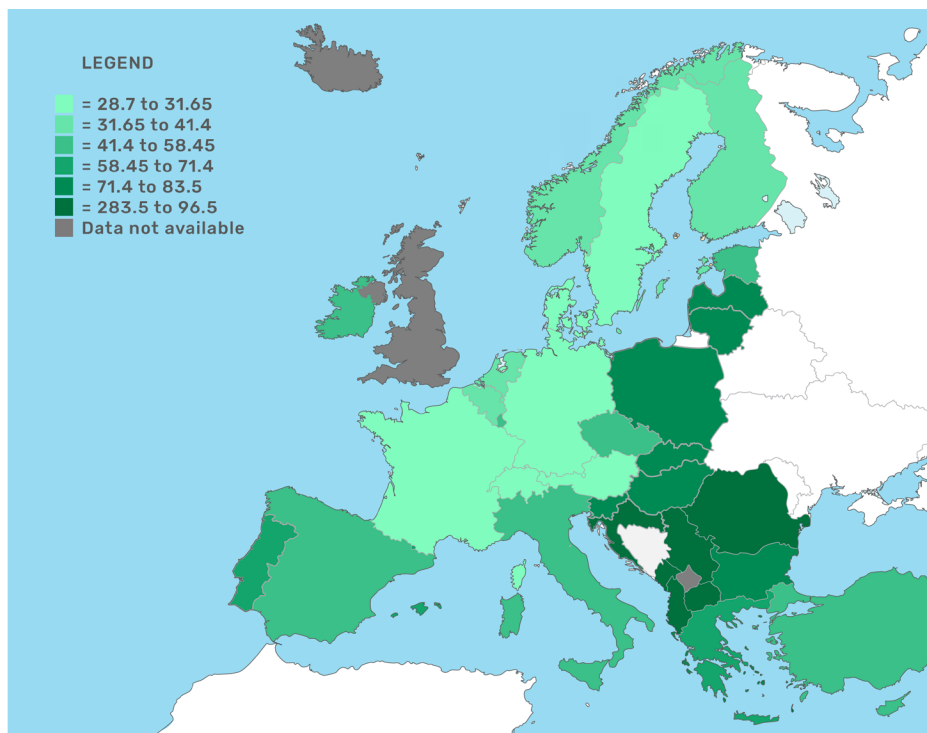 LEGEND
= 28.7 to 31.65
= 31.65 to 41.4
= 41.4 to 58.45
= 58.45 to 71.4
= 71.4 to 83.5
= 283.5 to 96.5
Data not available